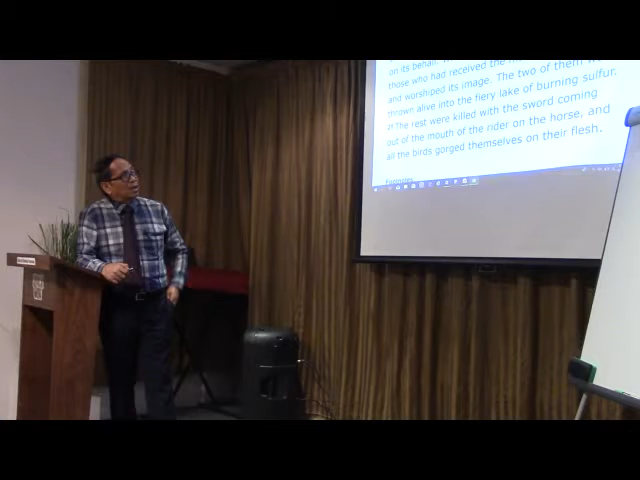 on its behalf.
those who had received the
and worshiped its image. The two of them
thrown alive into the fiery lake of burning sulfur.
21 The rest were killed with the sword coming
out of the mouth of the rider on the horse, and
all the birds gorged themselves on their flesh.
Footnotes